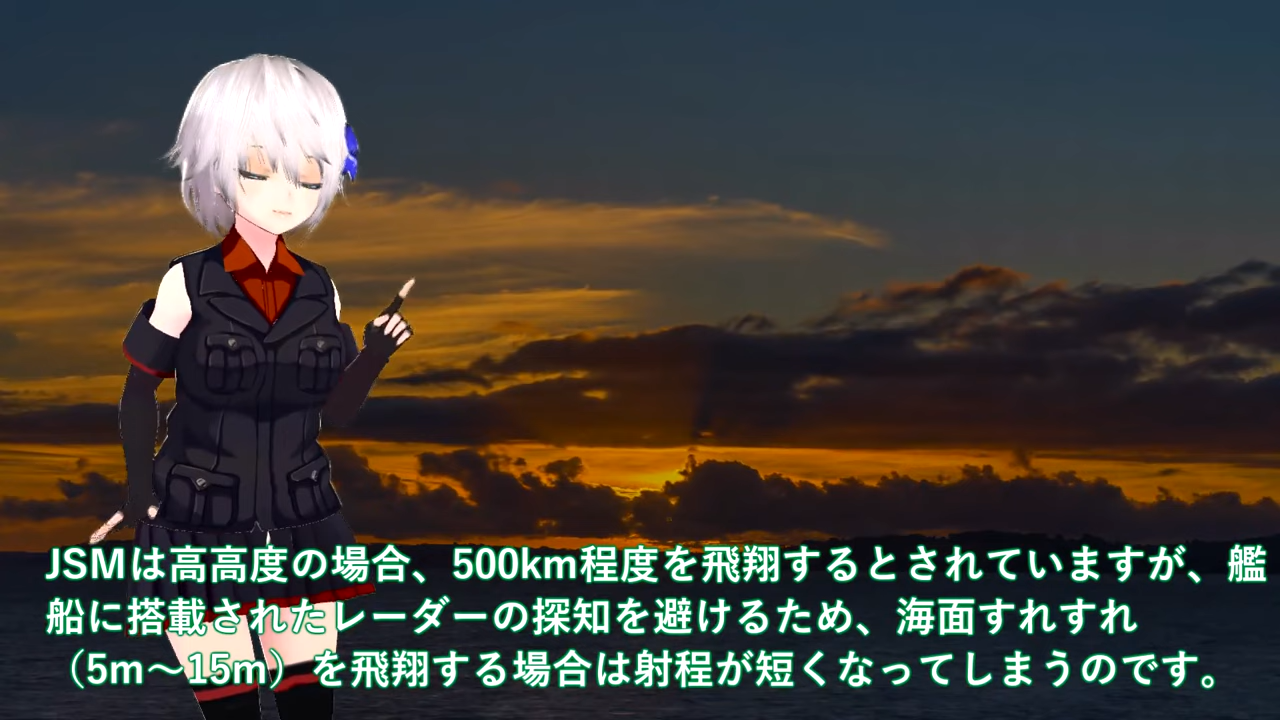 JSMは高高度の場合、500km程度を飛翔するとされていますが、艦
船に搭載されたレーダーの探知を避けるため、海面すれすれ
（5m～15m）を飛翔する場合は射程が短くなってしまうのです。